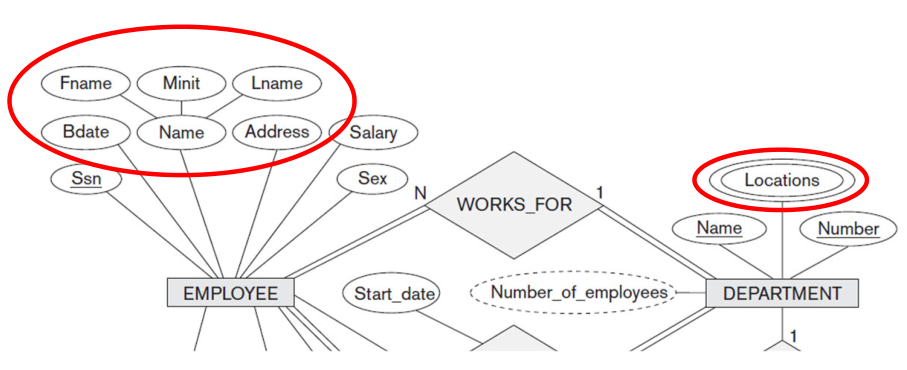 Fname Minit Lname
Bdate Name Address Salary
Ssn Sex Locations
N 1
WORKS_FOR
Name Number
EMPLOYEE Start_date Number_of_employees DEPARTMENT
1